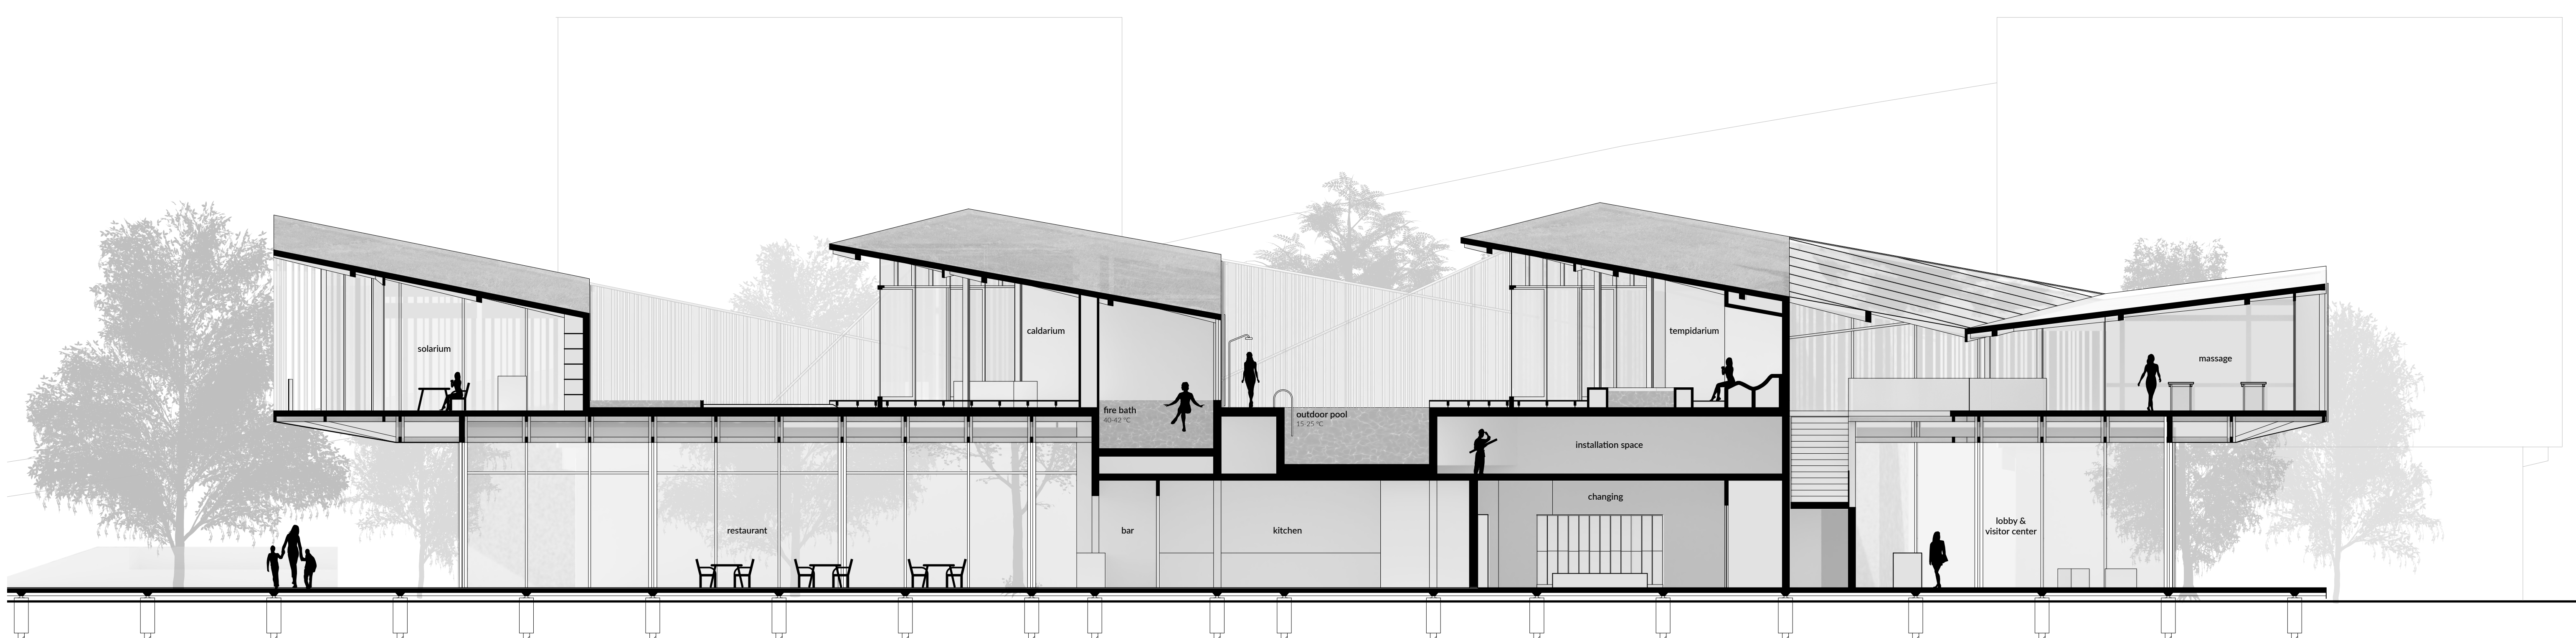 solarium
caldarium
tempidarium
massage
fire bath
40-42 °C
outdoor pool
15-25 °C
installation space
changing
restaurant
bar
kitchen
lobby &
visitor center